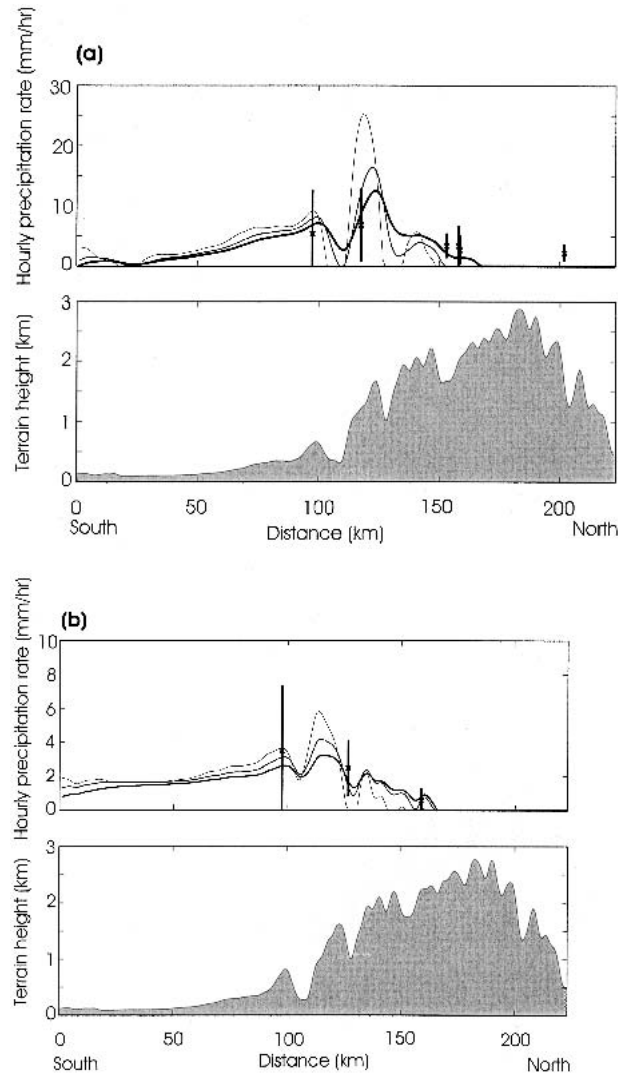 (a)
Hourly precipitation rate (mm/hr)
30
20
10
0
Terrain height (km)
3
2
1
0
0 50 100 150 200
South Distance (km) North
(b)
Hourly precipitation rate (mm/hr)
10
8
6
4
2
0
Terrain height (km)
3
2
1
0
0 50 100 150 200
South Distance (km) North